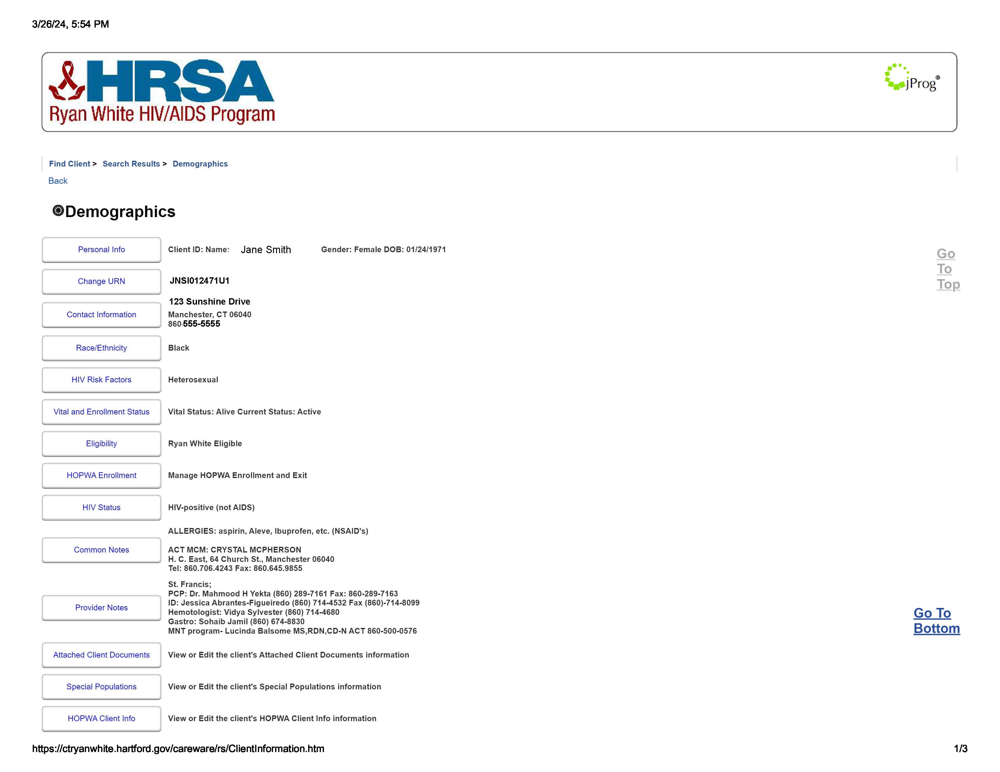 3/26/24, 5:54 PM
HRSA
Ryan White HIV/AIDS Program
jProg®
Find Client > Search Results > Demographics
Back
Demographics
Personal Info Client ID: Name: Jane Smith Gender: Female DOB: 01/24/1971
Go
To
Top
Change URN JNSI012471U1
123 Sunshine Drive
Contact Information Manchester, CT 06040
860-555-5555
Race/Ethnicity Black
HIV Risk Factors Heterosexual
Vital and Enrollment Status Vital Status: Alive Current Status: Active
Eligibility Ryan White Eligible
HOPWA Enrollment Manage HOPWA Enrollment and Exit
HIV Status HIV-positive (not AIDS)
ALLERGIES: aspirin, Aleve, Ibuprofen, etc. (NSAID's)
Common Notes ACT MCM: CRYSTAL MCPHERSON
H. C. East, 64 Church St., Manchester 06040
Tel: 860.706.4243 Fax: 860.645.9855
St. Francis;
PCP: Dr. Mahmood H Yekta (860) 289-7161 Fax: 860-289-7163
ID: Jessica Abrantes-Figueiredo (860) 714-4532 Fax (860)-714-8099
Provider Notes Hemotologist: Vidya Sylvester (860) 714-4680
Gastro: Sohaib Jamil (860) 674-8830
MNT program- Lucinda Balsome MS,RDN,CD-N ACT 860-500-0576
Go To
Bottom
Attached Client Documents View or Edit the client's Attached Client Documents information
Special Populations View or Edit the client's Special Populations information
HOPWA Client Info View or Edit the client's HOPWA Client Info information
https://ctryanwhite.hartford.gov/careware/rs/ClientInformation.htm 1/3